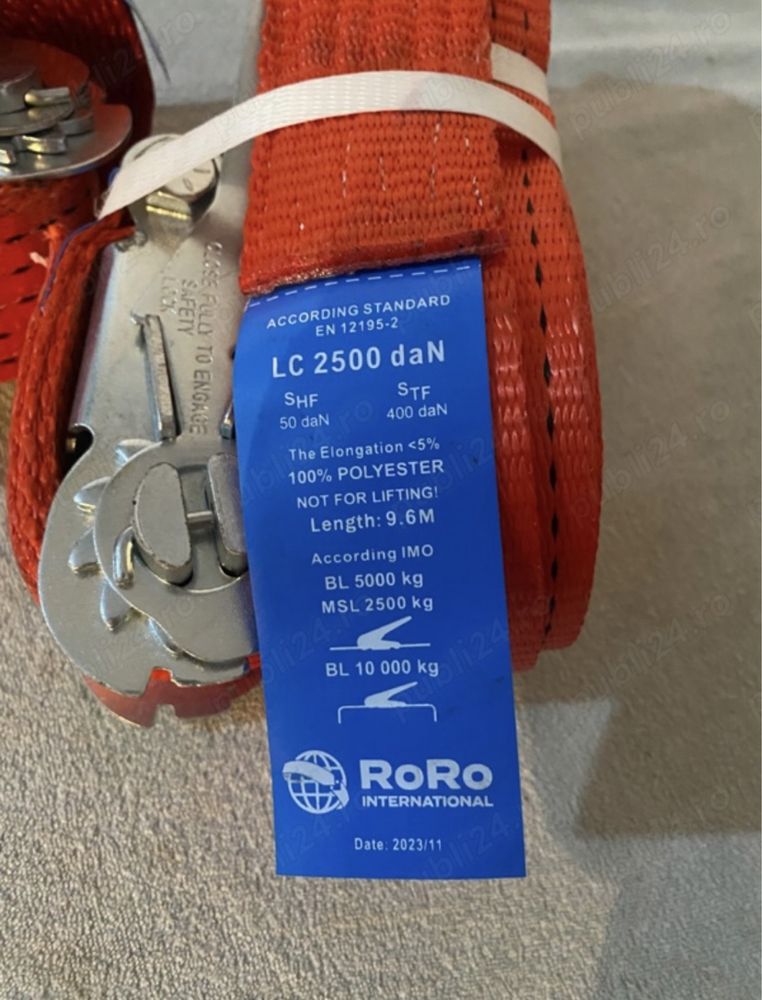 CLOSE FULLY TO ENGAGE
SAFETY
LOCK
ACCORDING STANDARD
EN 12195-2
LC 2500 daN
SHF STF
50 daN 400 daN
The Elongation <5%
100% POLYESTER
NOT FOR LIFTING!
Length: 9.6M
According IMO
BL 5000 kg
MSL 2500 kg
BL 10 000 kg
RoRo
INTERNATIONAL
Date: 2023/11
publi24.ro